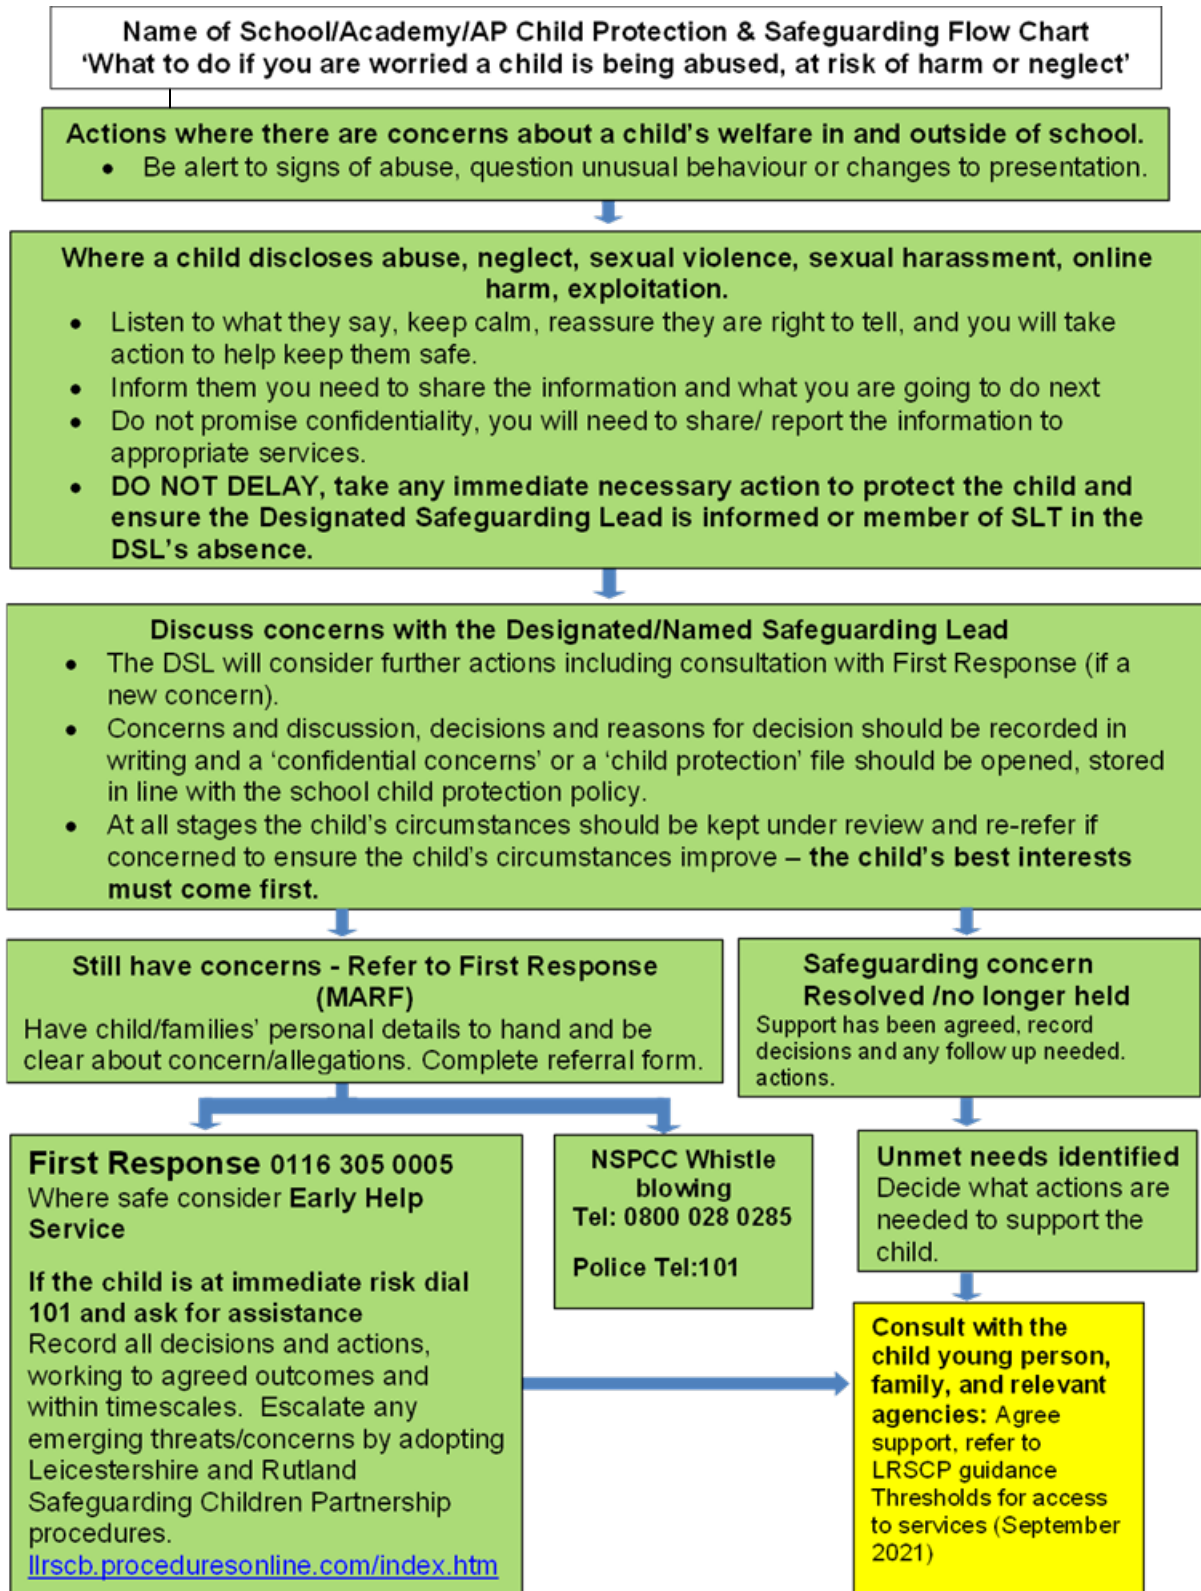 Name of School/Academy/AP Child Protection & Safeguarding Flow Chart
‘What to do if you are worried a child is being abused, at risk of harm or neglect’
Actions where there are concerns about a child’s welfare in and outside of school.
• Be alert to signs of abuse, question unusual behaviour or changes to presentation.
Where a child discloses abuse, neglect, sexual violence, sexual harassment, online
harm, exploitation.
• Listen to what they say, keep calm, reassure they are right to tell, and you will take
action to help keep them safe.
• Inform them you need to share the information and what you are going to do next
• Do not promise confidentiality, you will need to share/ report the information to
appropriate services.
• DO NOT DELAY, take any immediate necessary action to protect the child and
ensure the Designated Safeguarding Lead is informed or member of SLT in the
DSL’s absence.
Discuss concerns with the Designated/Named Safeguarding Lead
• The DSL will consider further actions including consultation with First Response (if a
new concern).
• Concerns and discussion, decisions and reasons for decision should be recorded in
writing and a ‘confidential concerns’ or a ‘child protection’ file should be opened, stored
in line with the school child protection policy.
• At all stages the child’s circumstances should be kept under review and re-refer if
concerned to ensure the child’s circumstances improve – the child’s best interests
must come first.
Still have concerns - Refer to First Response
(MARF)
Have child/families’ personal details to hand and be
clear about concern/allegations. Complete referral form.
Safeguarding concern
Resolved /no longer held
Support has been agreed, record
decisions and any follow up needed.
actions.
First Response 0116 305 0005
Where safe consider Early Help
Service
If the child is at immediate risk dial
101 and ask for assistance
Record all decisions and actions,
working to agreed outcomes and
within timescales. Escalate any
emerging threats/concerns by adopting
Leicestershire and Rutland
Safeguarding Children Partnership
procedures.
llrscb.proceduresonline.com/index.htm
NSPCC Whistle
blowing
Tel: 0800 028 0285
Police Tel:101
Unmet needs identified
Decide what actions are
needed to support the
child.
Consult with the
child young person,
family, and relevant
agencies: Agree
support, refer to
LRSCP guidance
Thresholds for access
to services (September
2021)